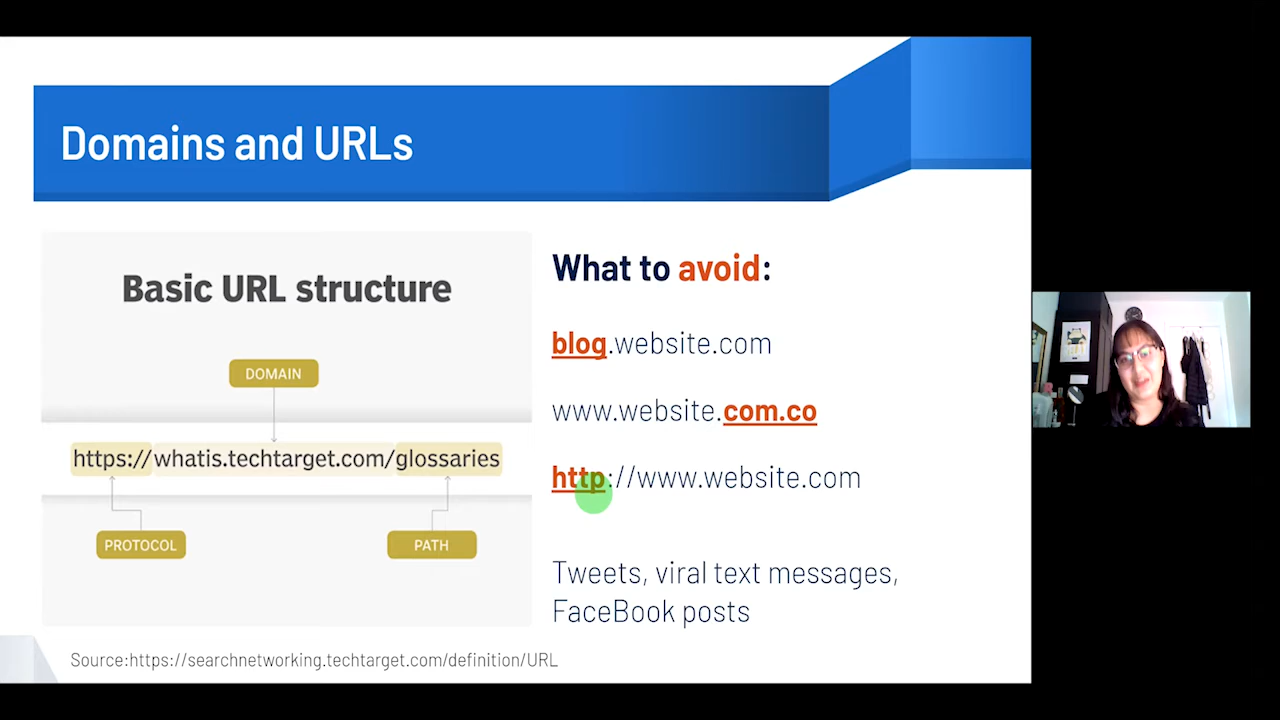 Domains and URLs
Basic URL structure
DOMAIN
https://whatis.techtarget.com/glossaries
PROTOCOL
PATH
What to avoid:
blog.website.com
www.website.com.co
http://www.website.com
Tweets, viral text messages,
FaceBook posts
Source:https://searchnetworking.techtarget.com/definition/URL